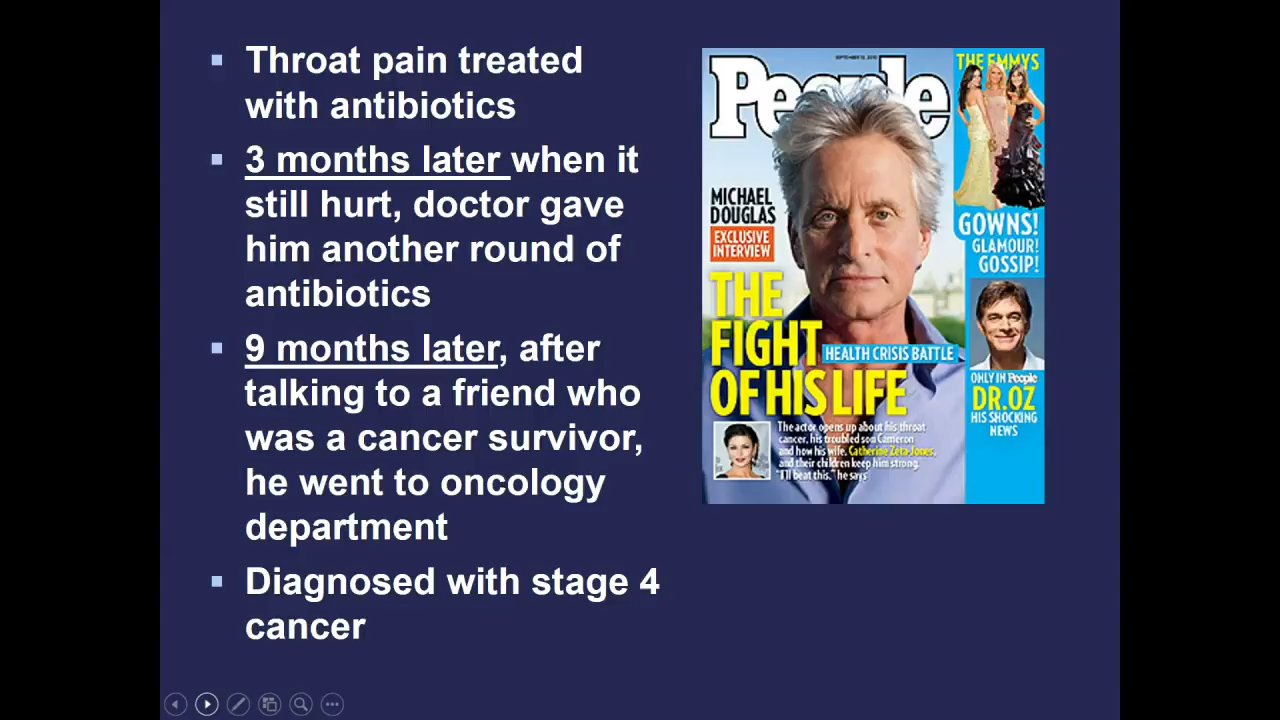 Throat pain treated
with antibiotics
3 months later when it
still hurt, doctor gave
him another round of
antibiotics
9 months later, after
talking to a friend who
was a cancer survivor,
he went to oncology
department
Diagnosed with stage 4
cancer
People
THE EMMYS
MICHAEL
DOUGLAS
EXCLUSIVE
INTERVIEW
THE
FIGHT
OF HIS LIFE
HEALTH CRISIS BATTLE
The actor opens up about his throat
cancer, his troubled son Cameron
and how his wife, Catherine Zeta-Jones,
and their children keep him strong.
"I'll beat this," he says
GOWNS!
GLAMOUR!
GOSSIP!
ONLY IN People
DR. OZ
HIS SHOCKING
NEWS